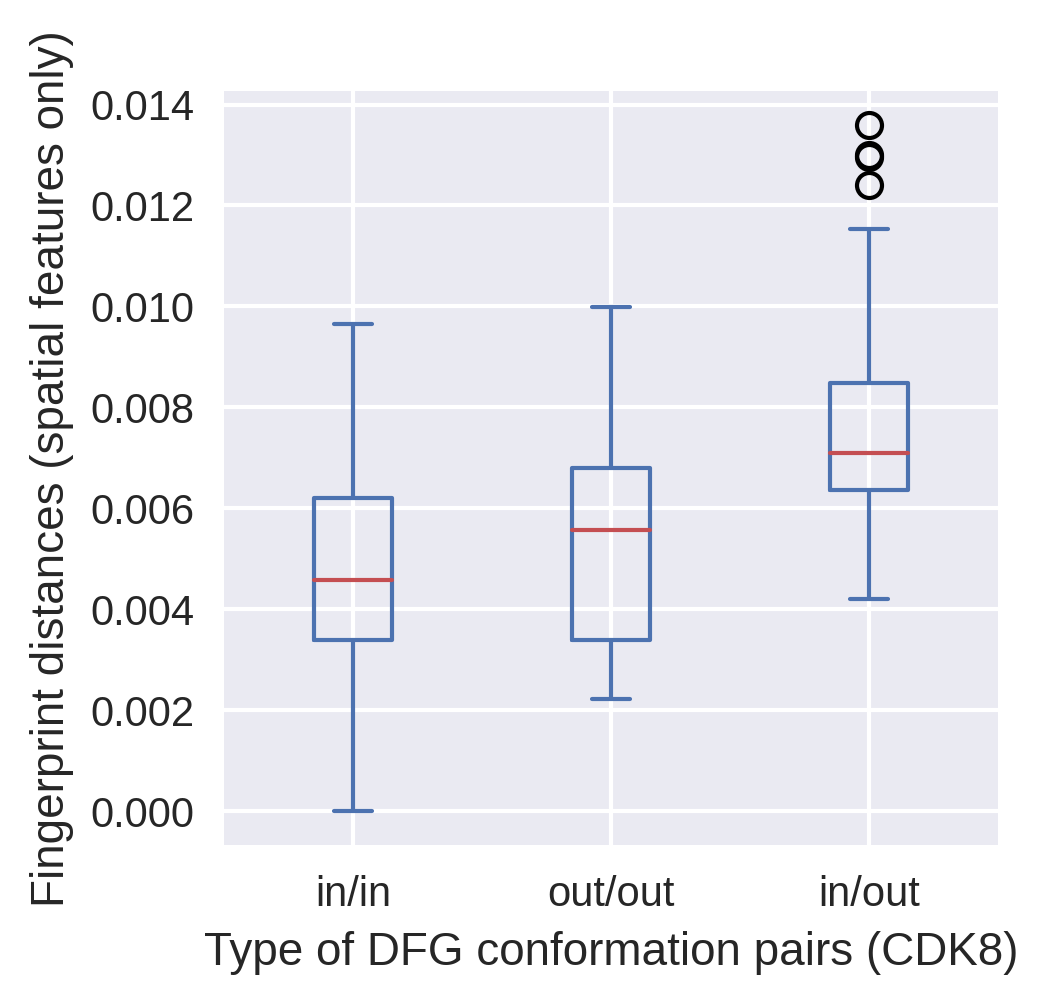 Fingerprint distances (spatial features only)
0.014
0.012
0.010
0.008
0.006
0.004
0.002
0.000
in/in out/out in/out
Type of DFG conformation pairs (CDK8)